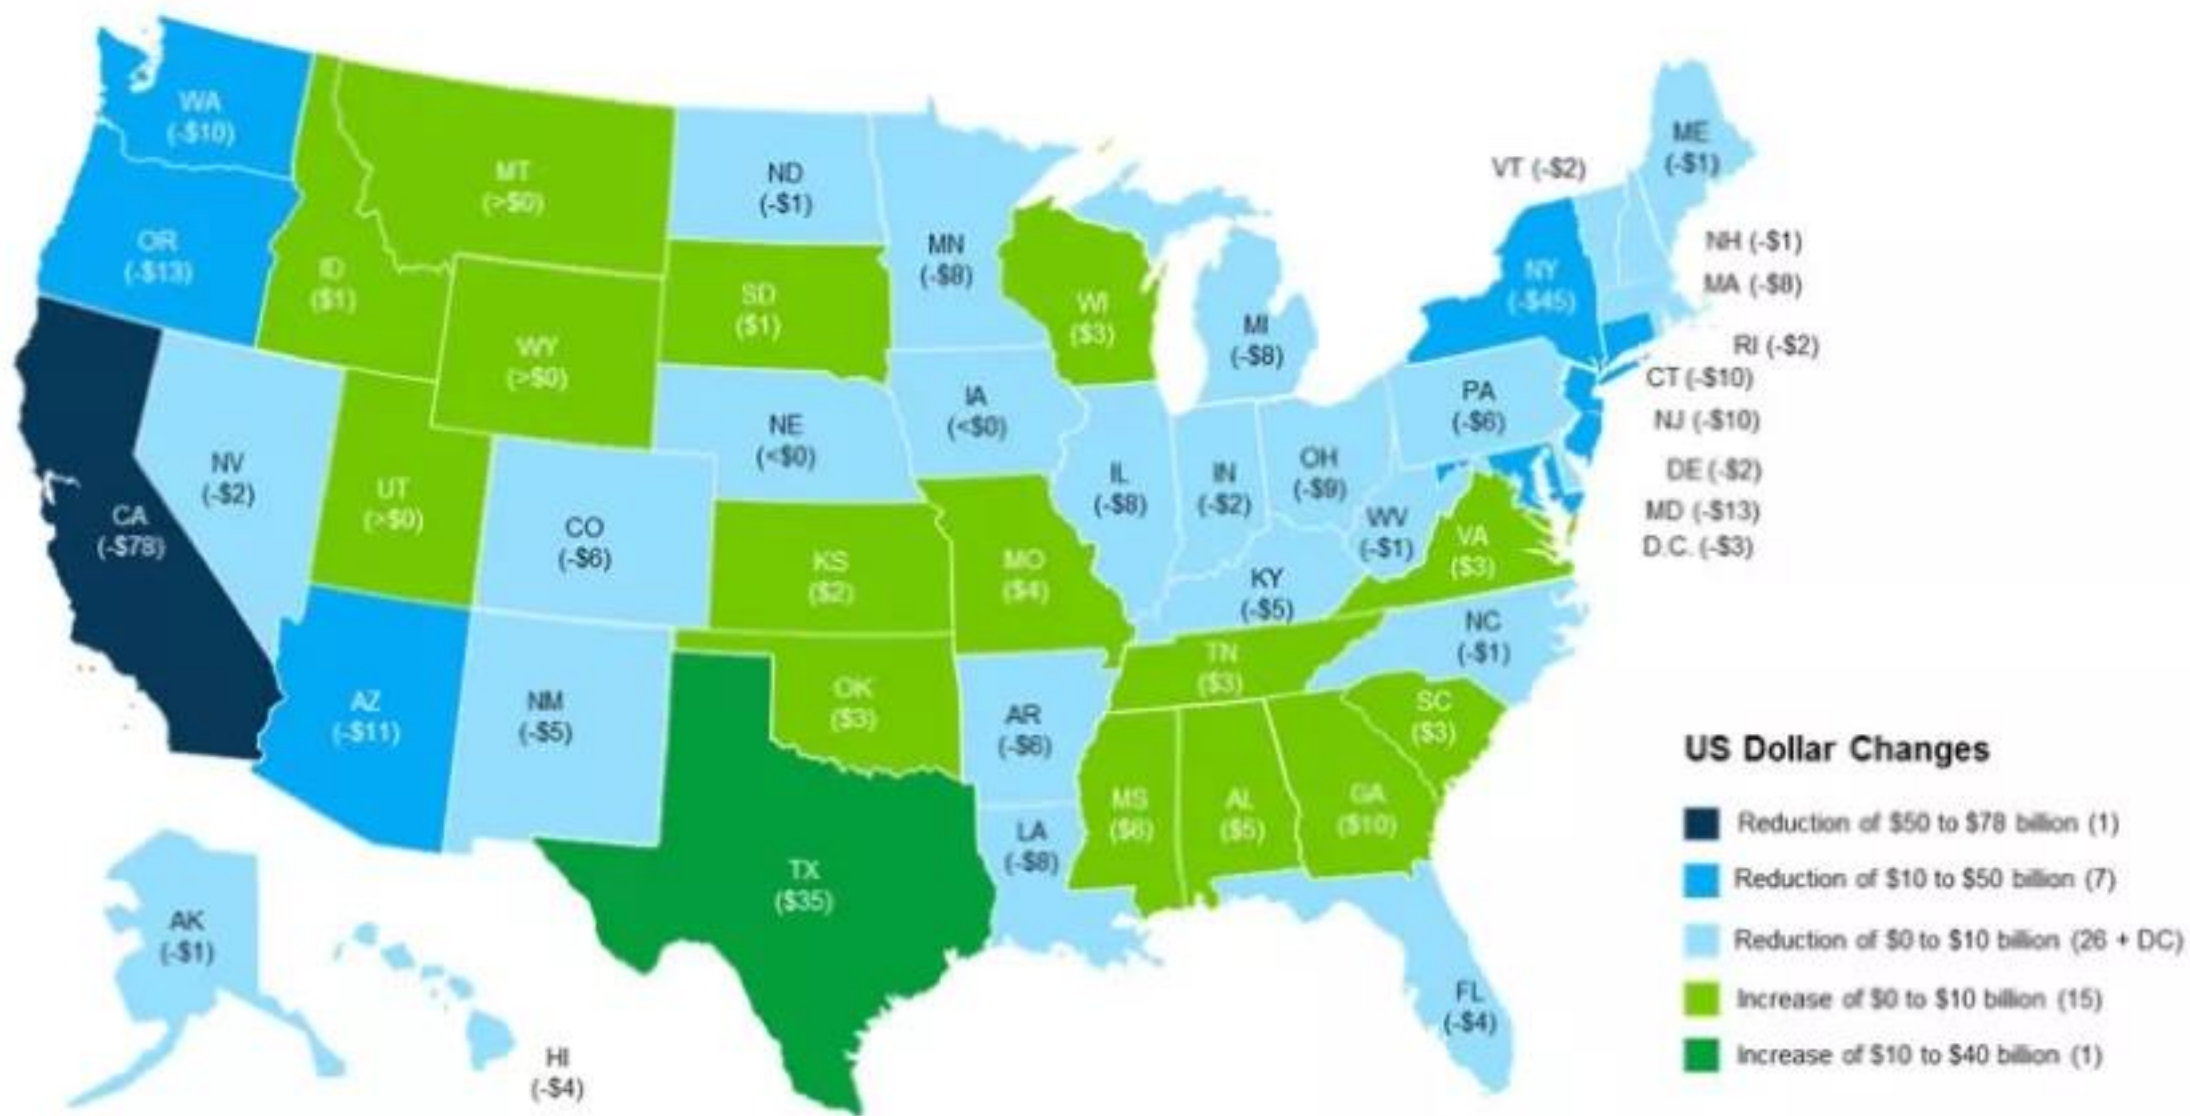 WA
(-$10)
OR
(-$13)
CA
(-$78)
MT
(>$0)
ID
($1)
WY
(>$0)
NV
(-$2)
UT
(>$0)
CO
(-$6)
AZ
(-$11)
NM
(-$5)
ND
(-$1)
SD
($1)
NE
(<$0)
KS
($2)
OK
($3)
TX
($35)
MN
(-$8)
IA
(<$0)
MO
($4)
AR
(-$6)
LA
(-$8)
WI
($3)
IL
(-$8)
MI
(-$8)
IN
(-$2)
OH
(-$9)
KY
(-$5)
TN
($3)
MS
($6)
AL
($5)
GA
($10)
SC
($3)
NC
(-$1)
VA
($3)
WV
(-$1)
PA
(-$6)
NY
(-$45)
FL
(-$4)
VT (-$2)
ME
(-$1)
NH (-$1)
MA (-$8)
RI (-$2)
CT (-$10)
NJ (-$10)
DE (-$2)
MD (-$13)
D.C. (-$3)
AK
(-$1)
HI
(-$4)
US Dollar Changes
Reduction of $50 to $78 billion (1)
Reduction of $10 to $50 billion (7)
Reduction of $0 to $10 billion (26 + DC)
Increase of $0 to $10 billion (15)
Increase of $10 to $40 billion (1)